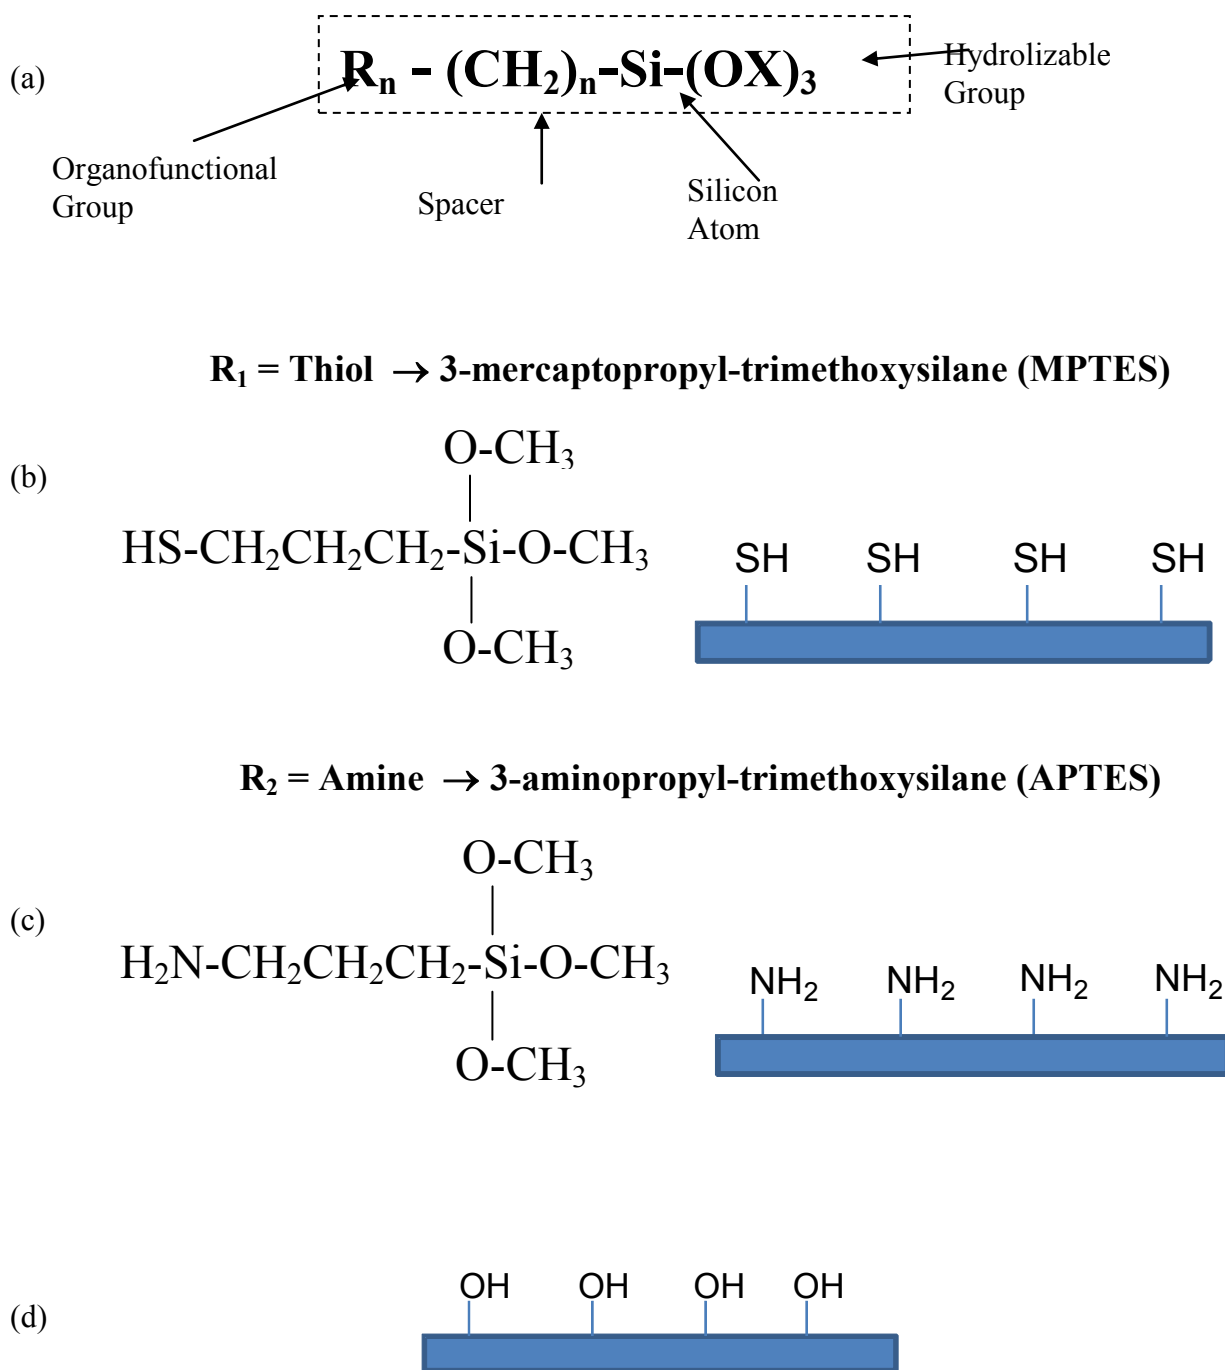 (a)
Rₙ - (CH₂)ₙ-Si-(OX)₃
Hydrolizable
Group
Organofunctional
Group
Spacer
Silicon
Atom
R₁ = Thiol → 3-mercaptopropyl-trimethoxysilane (MPTES)
(b)
O-CH₃
HS-CH₂CH₂CH₂-Si-O-CH₃
O-CH₃
SH SH SH SH
R₂ = Amine → 3-aminopropyl-trimethoxysilane (APTES)
(c)
O-CH₃
H₂N-CH₂CH₂CH₂-Si-O-CH₃
O-CH₃
NH₂ NH₂ NH₂ NH₂
(d)
OH OH OH OH